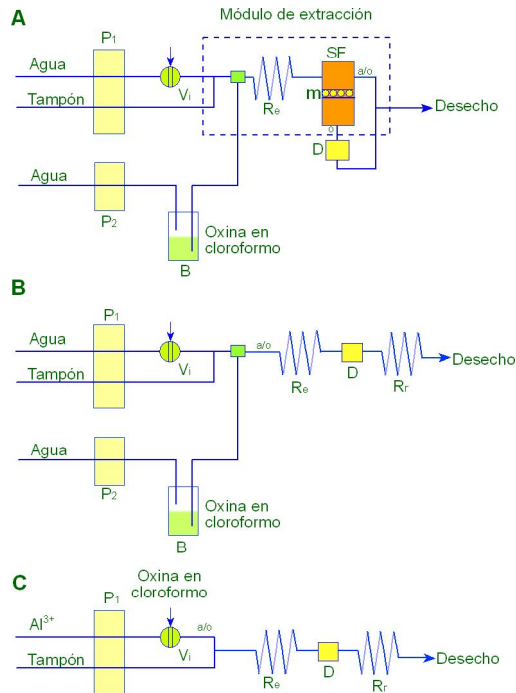 A
Módulo de extracción
P1
Agua
Tampón
Vi
Re
SF
a/o
m
o
D
Desecho
Agua
P2
Oxina en
cloroformo
B
B
P1
Agua
Tampón
Vi
a/o
Re
D
Rr
Desecho
Agua
P2
Oxina en
cloroformo
B
C
Oxina en
cloroformo
P1
Al3+
Tampón
Vi
a/o
Re
D
Rr
Desecho